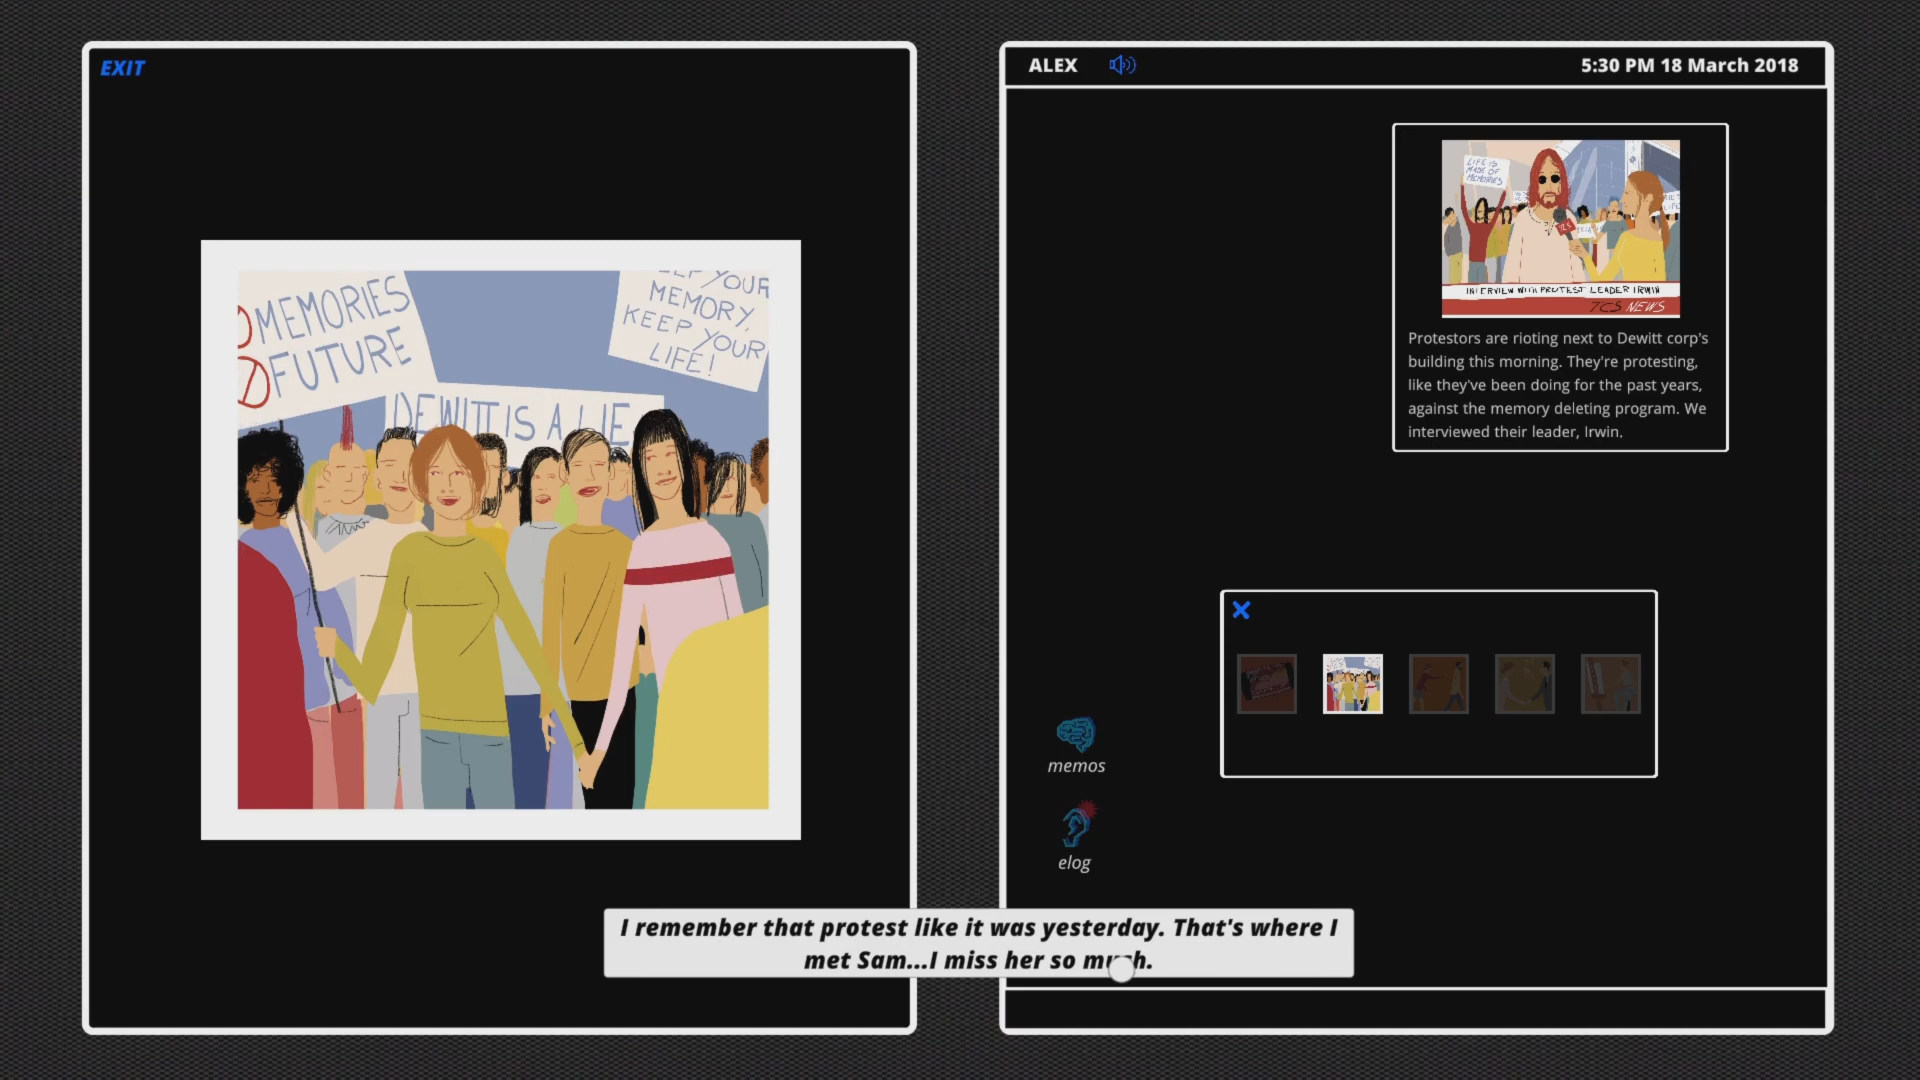 EXIT
MEMORIES
FUTURE
YOUR
MEMORY,
KEEP YOUR
LIFE!
DEWITT IS A LIE
ALEX
5:30 PM 18 March 2018
LIFE IS
MADE OF
MEMORIES
TCS
INTERVIEW WITH PROTEST LEADER IRWIN
TCS NEWS
Protestors are rioting next to Dewitt corp's
building this morning. They're protesting,
like they've been doing for the past years,
against the memory deleting program. We
interviewed their leader, Irwin.
memos
elog
I remember that protest like it was yesterday. That's where I
met Sam...I miss her so much.